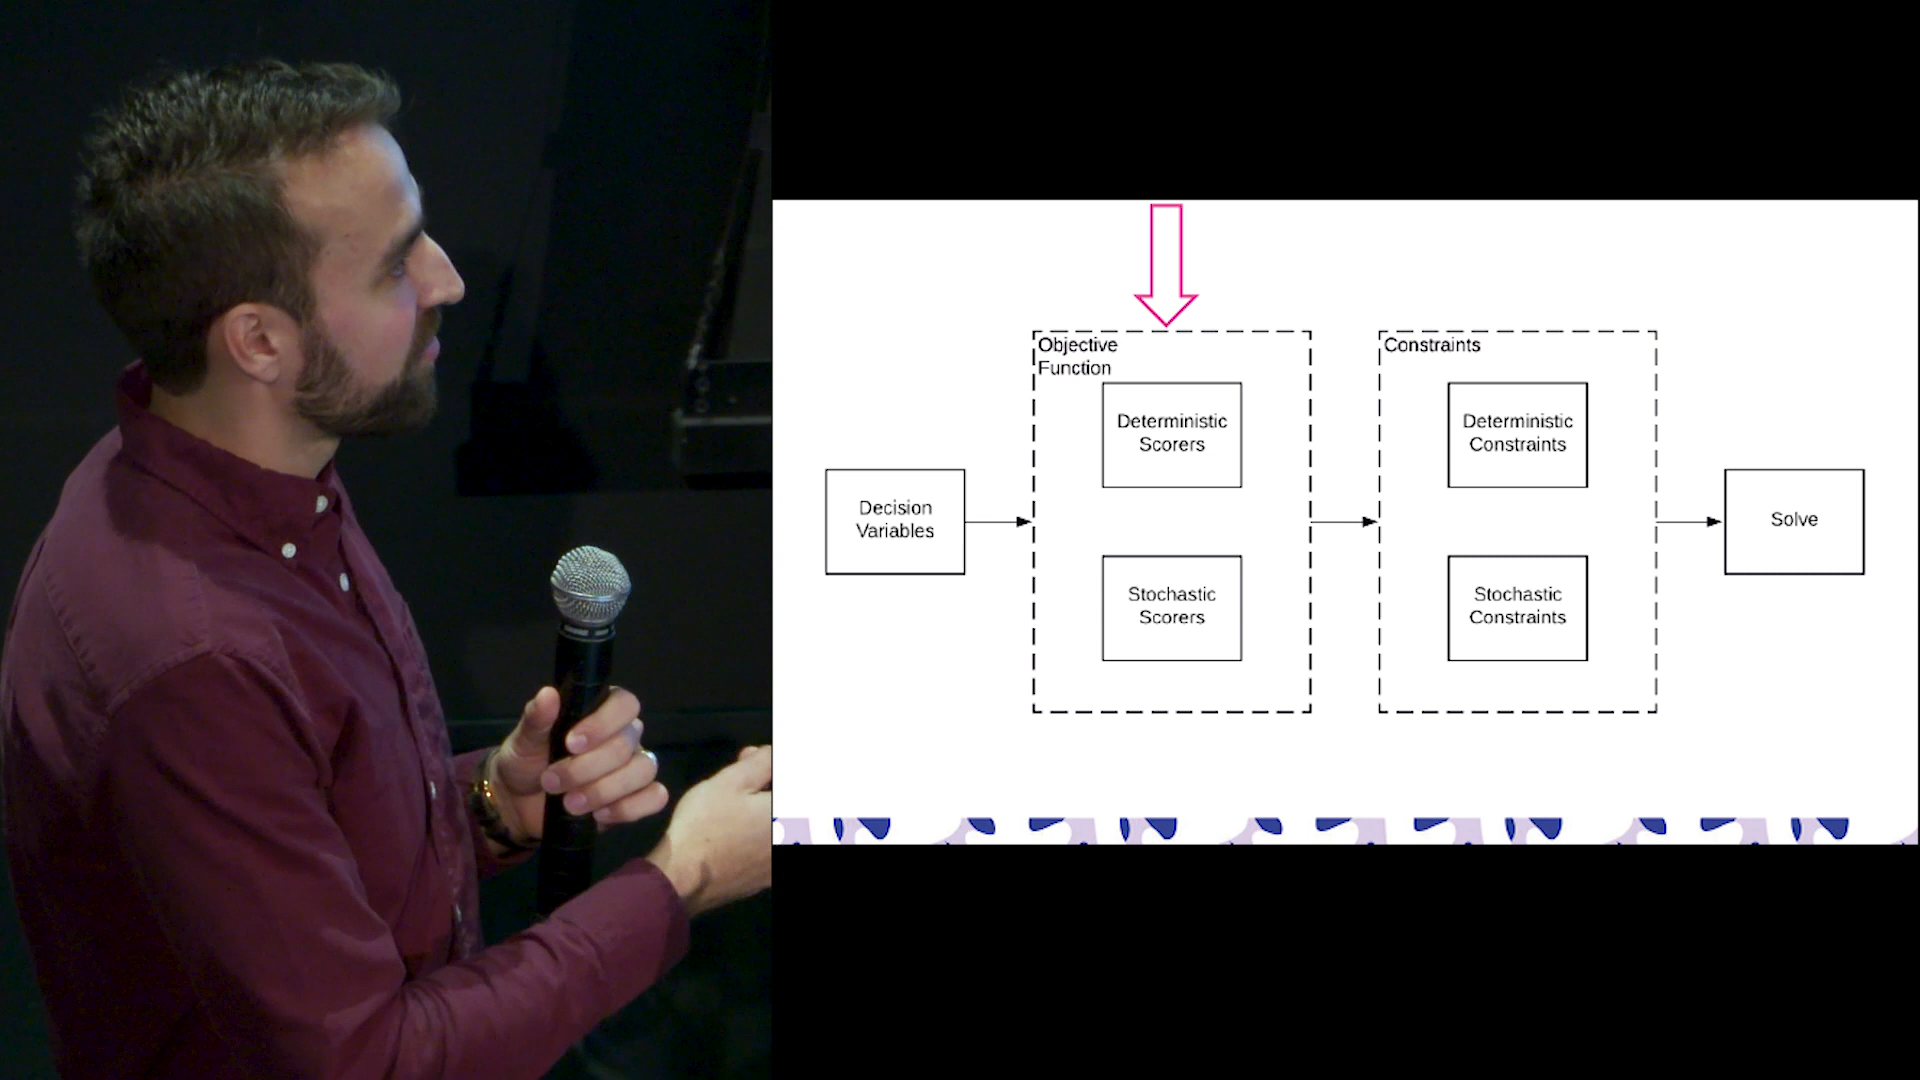 Objective
Function
Constraints
Deterministic
Scorers
Deterministic
Constraints
Decision
Variables
Solve
Stochastic
Scorers
Stochastic
Constraints